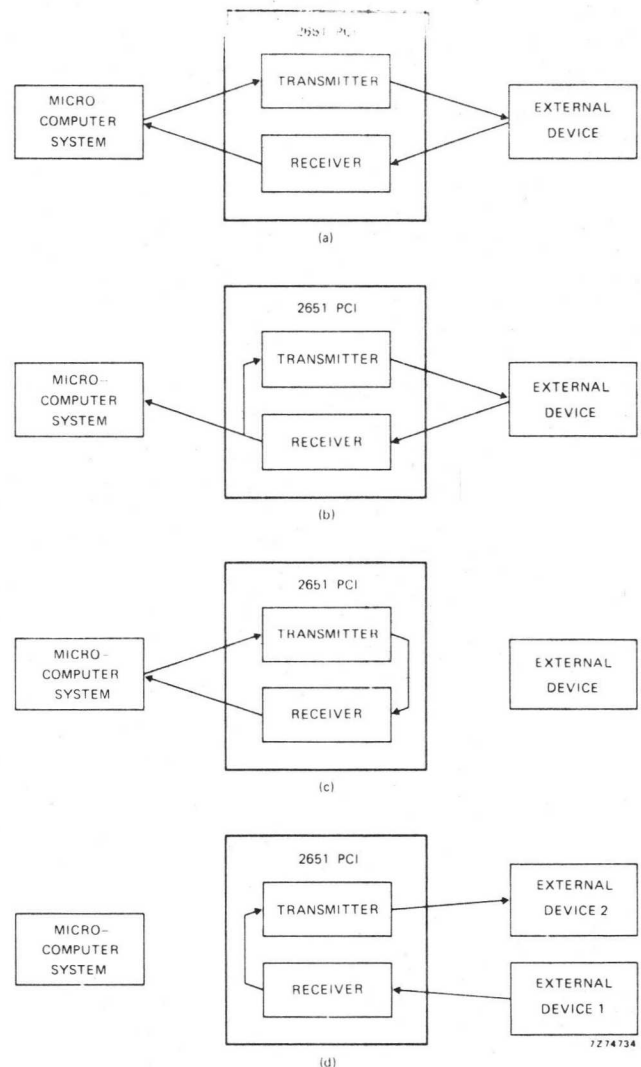 2651 PCI
TRANSMITTER
MICRO
COMPUTER
SYSTEM
EXTERNAL
DEVICE
RECEIVER
(a)
2651 PCI
TRANSMITTER
MICRO-
COMPUTER
SYSTEM
EXTERNAL
DEVICE
RECEIVER
(b)
2651 PCI
TRANSMITTER
MICRO-
COMPUTER
SYSTEM
EXTERNAL
DEVICE
RECEIVER
(c)
2651 PCI
TRANSMITTER
EXTERNAL
DEVICE 2
MICRO-
COMPUTER
SYSTEM
RECEIVER
EXTERNAL
DEVICE 1
7Z74734
(d)